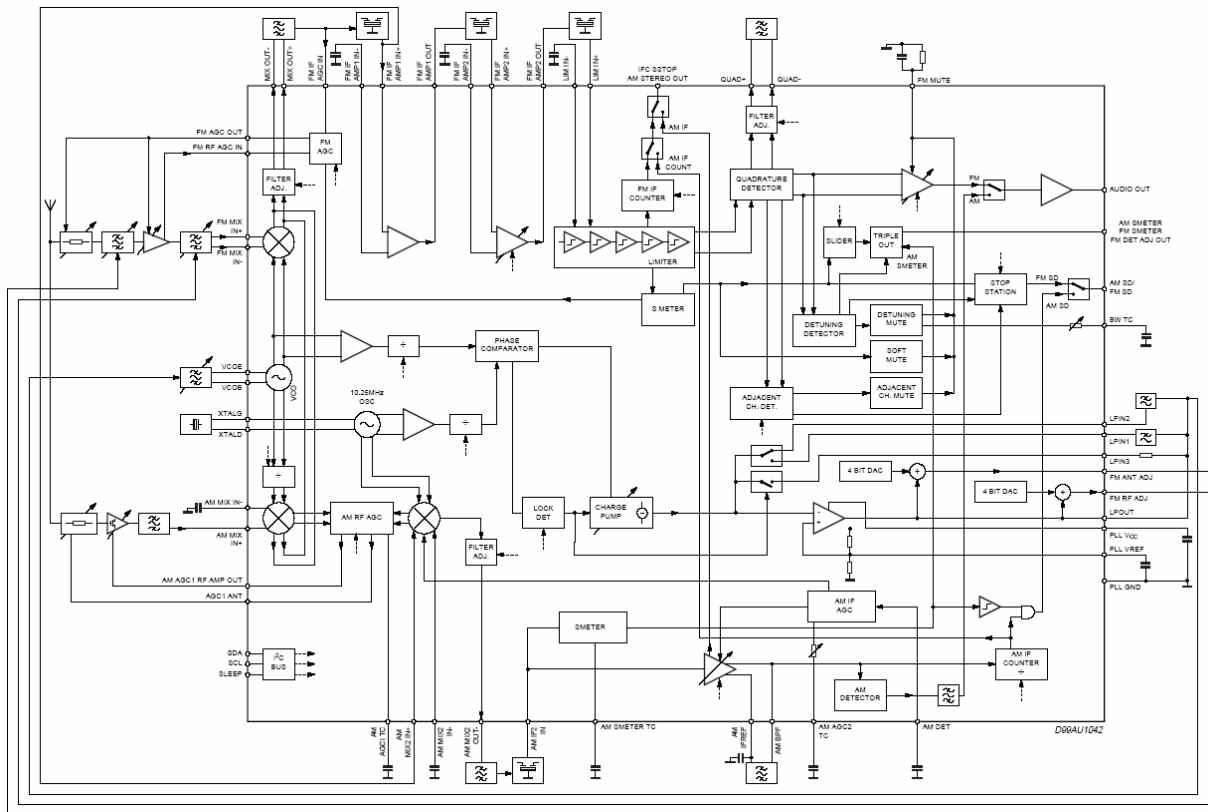 MIX OUT-
MIX OUT+
FM IF
AGC IN
FM IF
AMP1 IN-
FM IF
AMP1 IN+
FM IF
AMP1 OUT
FM IF
AMP2 IN-
FM IF
AMP2 IN+
FM IF
AMP2 OUT
LIM IN-
LIM IN+
IFC SSTOP
AM STEREO OUT
QUAD+
QUAD-
FM MUTE
AM IF
FILTER
ADJ.
FM AGC OUT
FM RF AGC IN
FM
AGC
AM IF
COUNT
FILTER
ADJ.
FM IF
COUNTER
QUADRATURE
DETECTOR
FM
AM
AUDIO OUT
FM MIX
IN+
FM MIX
IN-
LIMITER
SLIDER
TRIPLE
OUT
AM
SMETER
AM SMETER
FM SMETER
FM DET ADJ OUT
S METER
STOP
STATION
FM SD
AM SD
AM SD/
FM SD
DETUNING
DETECTOR
DETUNING
MUTE
BW TC
PHASE
COMPARATOR
÷
SOFT
MUTE
VCOE
VCOB
VCO
10.25MHz
OSC
ADJACENT
CH. DET.
ADJACENT
CH. MUTE
XTALG
XTALD
÷
LPIN2
LPIN1
LPIN3
÷
4 BIT DAC
+
FM ANT ADJ
4 BIT DAC
+
FM RF ADJ
LPOUT
AM MIX IN-
AM MIX
IN+
AM RF AGC
LOCK
DET
CHARGE
PUMP
-
+
PLL VCC
PLL VREF
PLL GND
FILTER
ADJ.
AM AGC1 RF AMP OUT
AGC1 ANT
AM IF
AGC
SMETER
SDA
SCL
SLEEP
I2C
BUS
AM IF
COUNTER
÷
AM
DETECTOR
AM
AGC1 TC
AM
MIX2 IN+
AM MIX2
IN-
AM MIX2
OUT-
AM IF2
IN
AM SMETER TC
AM
IFREF
AM BPF
AM AGC2
TC
AM DET
D99AU1042